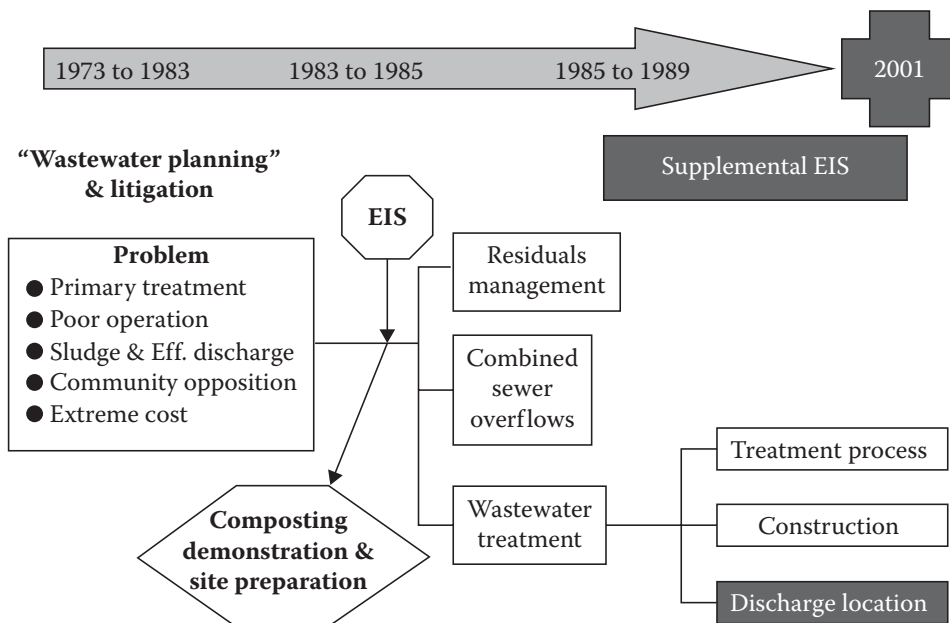 1973 to 1983
1983 to 1985
1985 to 1989
2001
Supplemental EIS
“Wastewater planning”
& litigation
EIS
Problem
● Primary treatment
● Poor operation
● Sludge & Eff. discharge
● Community opposition
● Extreme cost
Residuals
management
Combined
sewer
overflows
Wastewater
treatment
Composting
demonstration &
site preparation
Treatment process
Construction
Discharge location